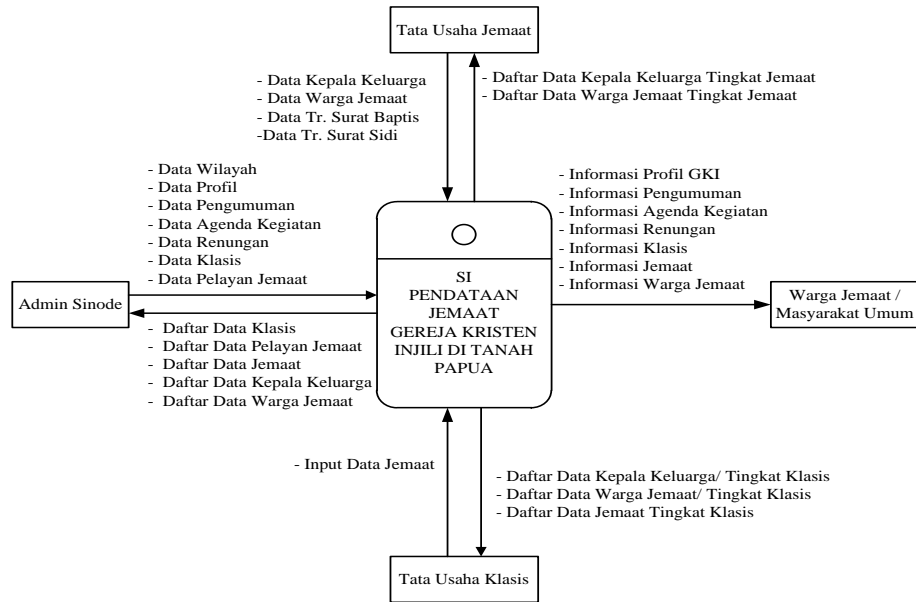 Tata Usaha Jemaat
- Data Kepala Keluarga
- Data Warga Jemaat
- Data Tr. Surat Baptis
-Data Tr. Surat Sidi
- Daftar Data Kepala Keluarga Tingkat Jemaat
- Daftar Data Warga Jemaat Tingkat Jemaat
- Data Wilayah
- Data Profil
- Data Pengumuman
- Data Agenda Kegiatan
- Data Renungan
- Data Klasis
- Data Pelayan Jemaat
- Informasi Profil GKI
- Informasi Pengumuman
- Informasi Agenda Kegiatan
- Informasi Renungan
- Informasi Klasis
- Informasi Jemaat
- Informasi Warga Jemaat
Admin Sinode
SI
PENDATAAN
JEMAAT
GEREJA KRISTEN
INJILI DI TANAH
PAPUA
Warga Jemaat /
Masyarakat Umum
- Daftar Data Klasis
- Daftar Data Pelayan Jemaat
- Daftar Data Jemaat
- Daftar Data Kepala Keluarga
- Daftar Data Warga Jemaat
- Input Data Jemaat
- Daftar Data Kepala Keluarga/ Tingkat Klasis
- Daftar Data Warga Jemaat/ Tingkat Klasis
- Daftar Data Jemaat Tingkat Klasis
Tata Usaha Klasis